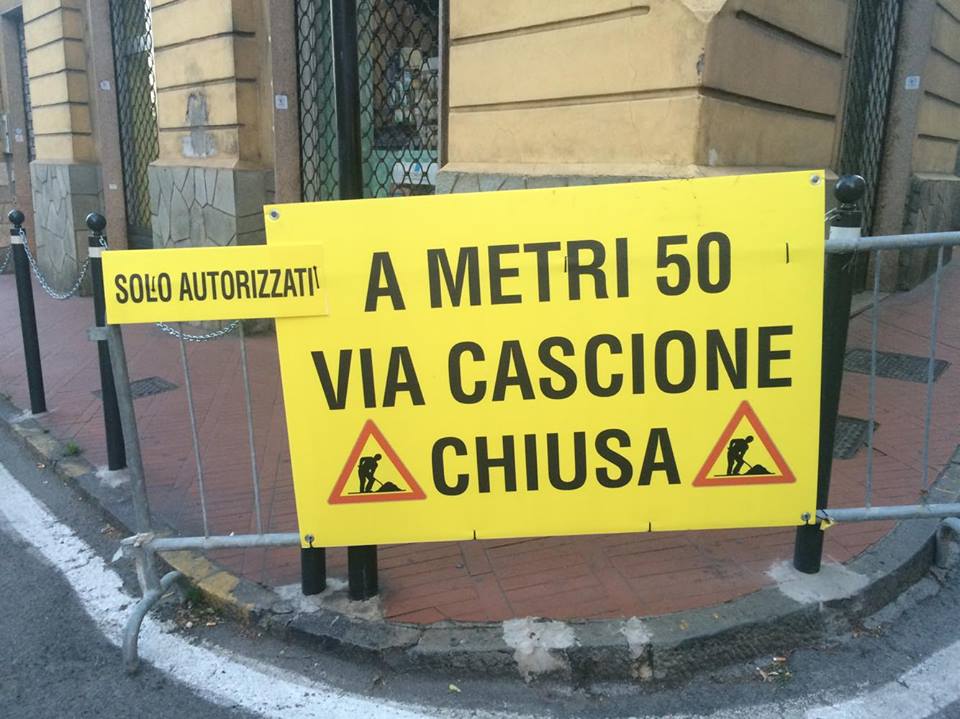 SOLO AUTORIZZATI
A METRI 50
VIA CASCIONE
CHIUSA